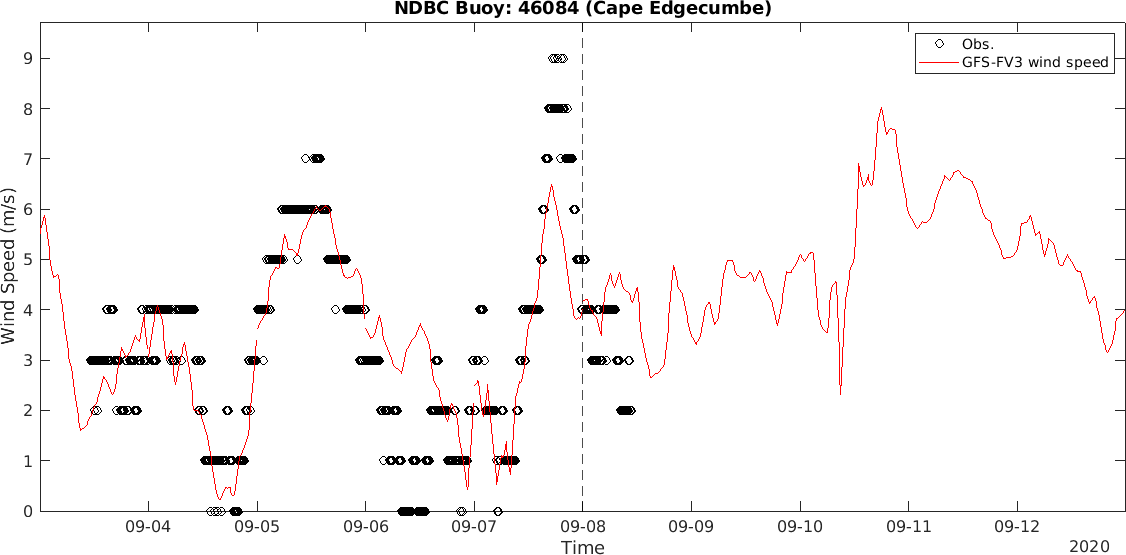 NDBC Buoy: 46084 (Cape Edgecumbe)
Obs.
GFS-FV3 wind speed
Wind Speed (m/s)
9
8
7
6
5
4
3
2
1
0
09-04 09-05 09-06 09-07 09-08 09-09 09-10 09-11 09-12
Time
2020